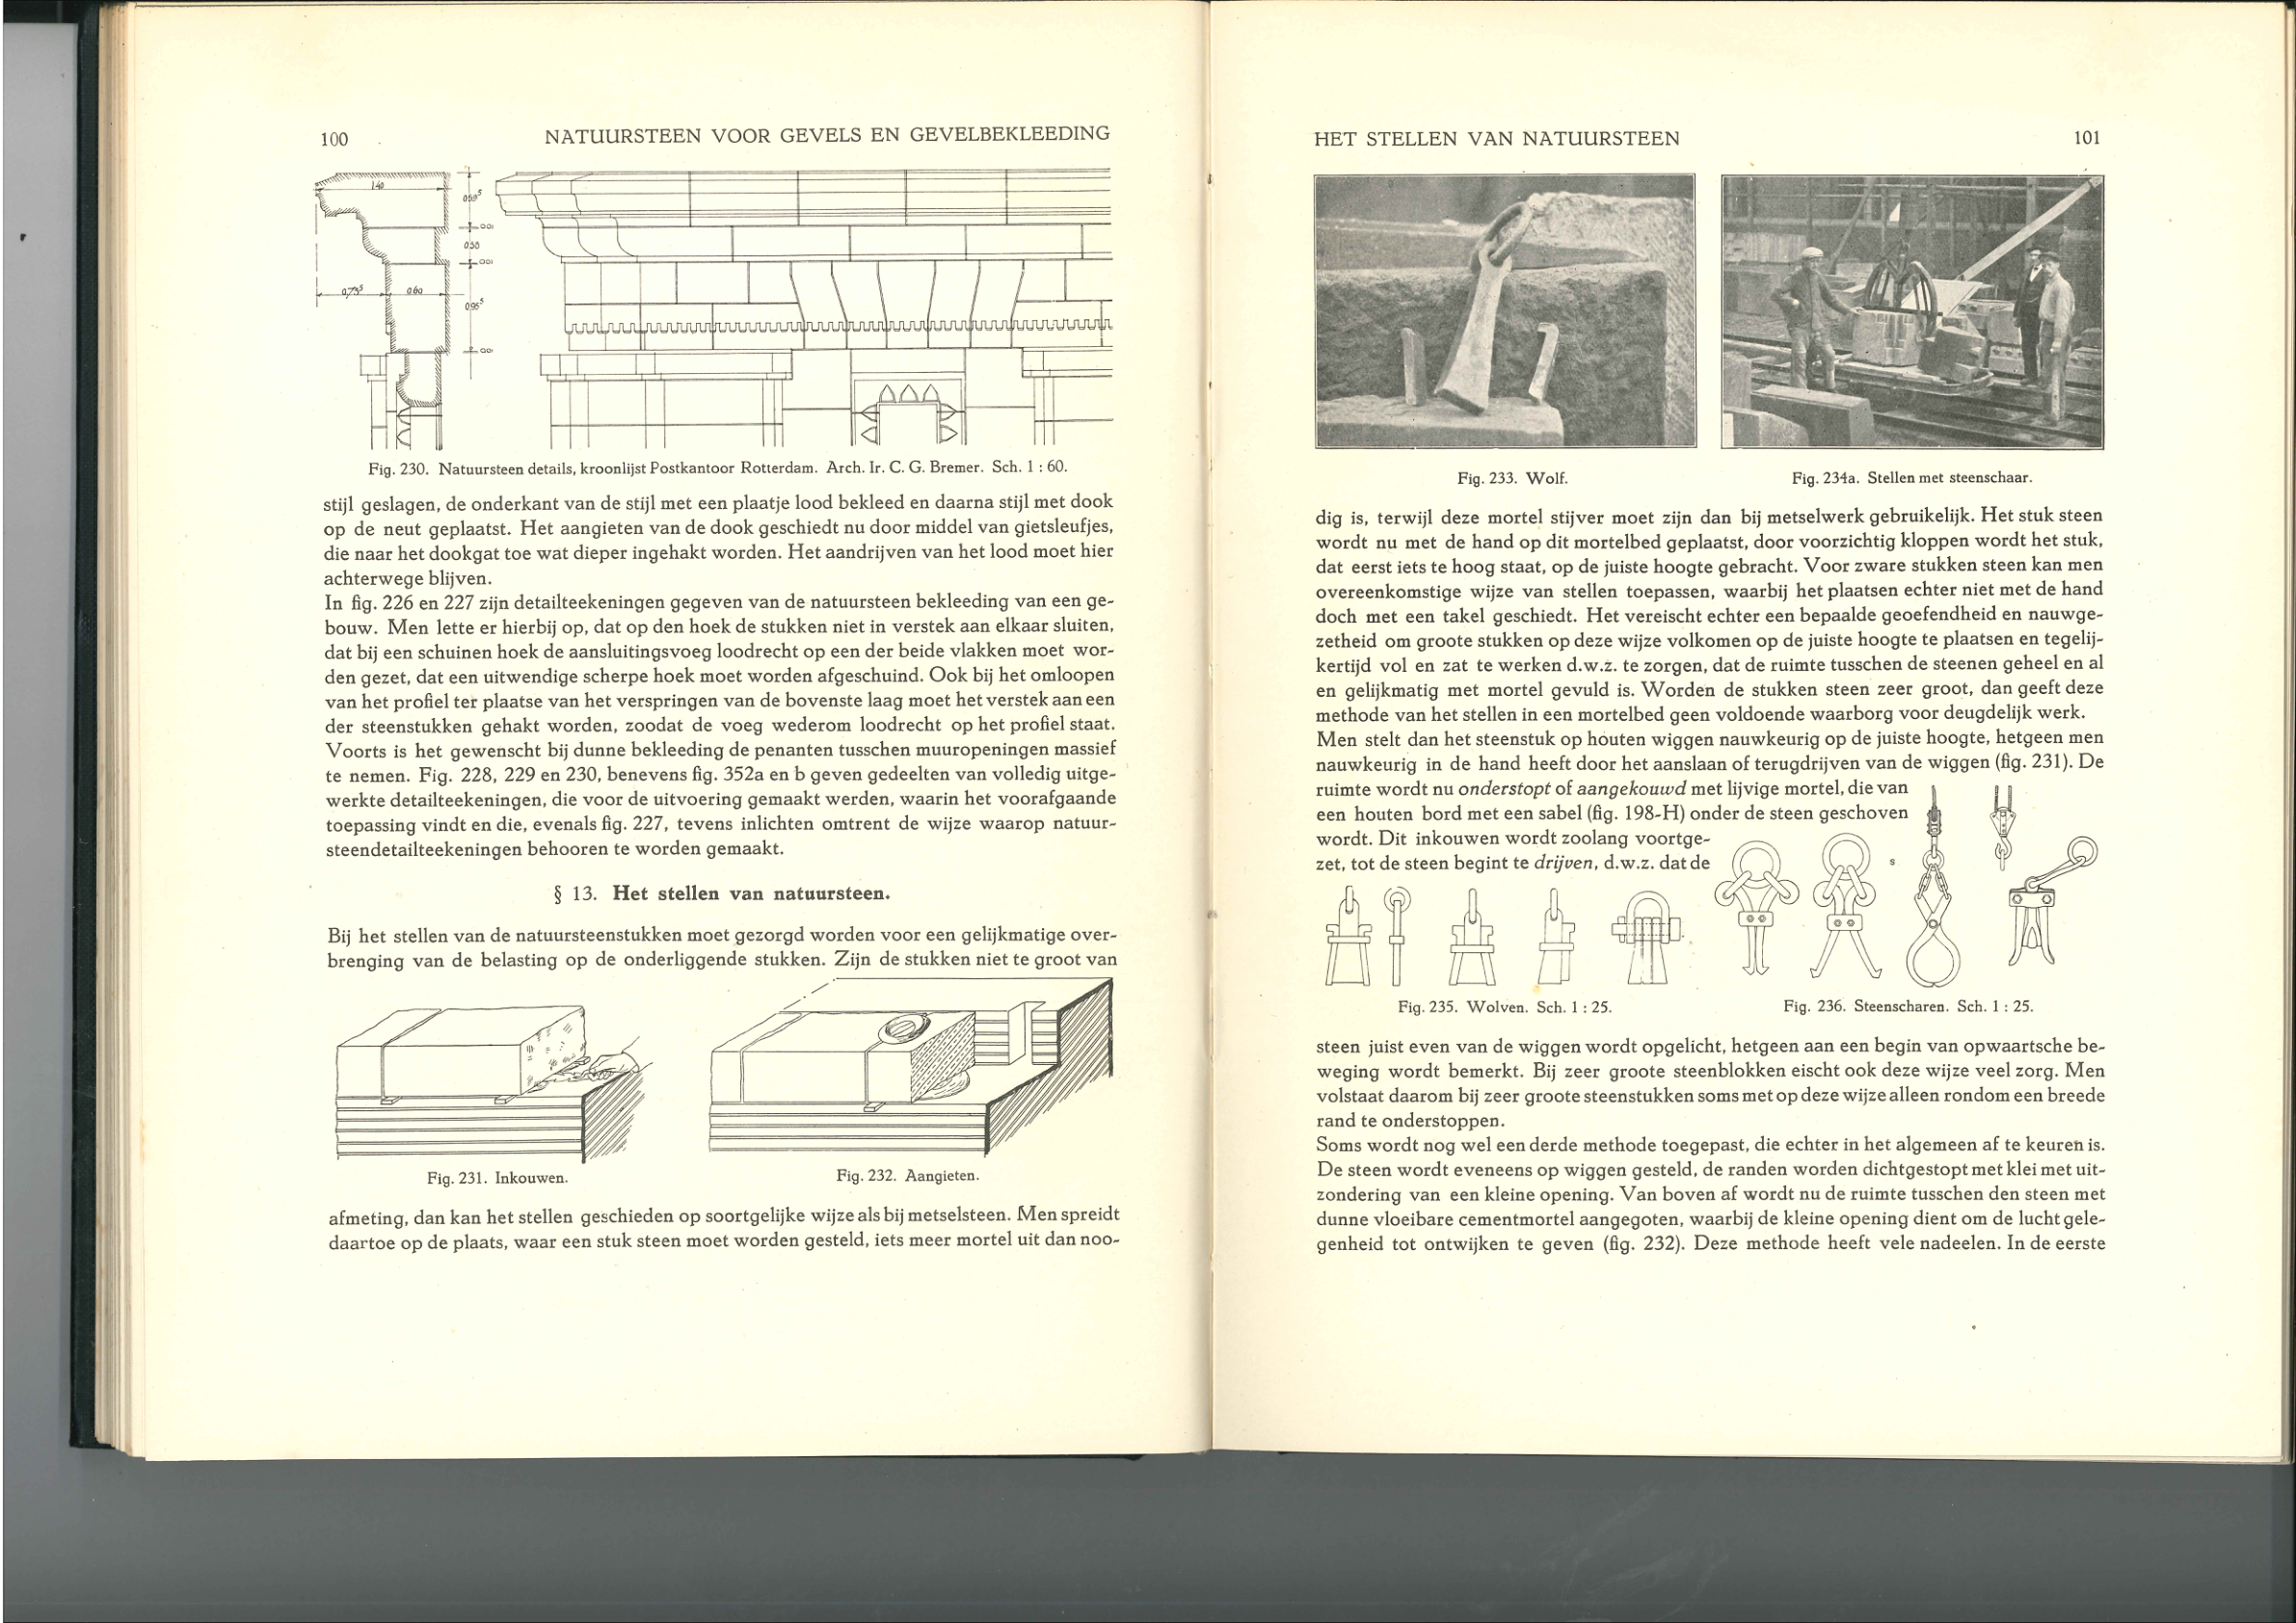 100
NATUURSTEEN VOOR GEVELS EN GEVELBEKLEEDING
1.40
0.30
0.60
Fig. 230. Natuursteen details, kroonlijst Postkantoor Rotterdam. Arch. Ir. C. G. Bremer. Sch. 1 : 60.
stijl geslagen, de onderkant van de stijl met een plaatje lood bekleed en daarna stijl met dook
op de neut geplaatst. Het aangieten van de dook geschiedt nu door middel van gietsleufjes,
die naar het dookgat toe wat dieper ingehakt worden. Het aandrijven van het lood moet hier
achterwege blijven.
In fig. 226 en 227 zijn detailteekeningen gegeven van de natuursteen bekleeding van een ge-
bouw. Men lette er hierbij op, dat op den hoek de stukken niet in verstek aan elkaar sluiten,
dat bij een schuinen hoek de aansluitingsvoeg loodrecht op een der beide vlakken moet wor-
den gezet, dat een uitwendige scherpe hoek moet worden afgeschuind. Ook bij het omloopen
van het profiel ter plaatse van het verspringen van de bovenste laag moet het verstek aan een
der steenstukken gehakt worden, zoodat de voeg wederom loodrecht op het profiel staat.
Voorts is het gewenscht bij dunne bekleeding de penanten tusschen muuropeningen massief
te nemen. Fig. 228, 229 en 230, benevens fig. 352a en b geven gedeelten van volledig uitge-
werkte detailteekeningen, die voor de uitvoering gemaakt werden, waarin het voorafgaande
toepassing vindt en die, evenals fig. 227, tevens inlichten omtrent de wijze waarop natuur-
steendetailteekeningen behooren te worden gemaakt.
§ 13. Het stellen van natuursteen.
Bij het stellen van de natuursteenstukken moet gezorgd worden voor een gelijkmatige over-
brenging van de belasting op de onderliggende stukken. Zijn de stukken niet te groot van
Fig. 231. Inkouwen.
Fig. 232. Aangieten.
afmeting, dan kan het stellen geschieden op soortgelijke wijze als bij metselsteen. Men spreidt
daartoe op de plaats, waar een stuk steen moet worden gesteld, iets meer mortel uit dan noo-
HET STELLEN VAN NATUURSTEEN
101
Fig. 233. Wolf.
Fig. 234a. Stellen met steenschaar.
dig is, terwijl deze mortel stijver moet zijn dan bij metselwerk gebruikelijk. Het stuk steen
wordt nu met de hand op dit mortelbed geplaatst, door voorzichtig kloppen wordt het stuk,
dat eerst iets te hoog staat, op de juiste hoogte gebracht. Voor zware stukken steen kan men
overeenkomstige wijze van stellen toepassen, waarbij het plaatsen echter niet met de hand
doch met een takel geschiedt. Het vereischt echter een bepaalde geoefendheid en nauwge-
zetheid om groote stukken op deze wijze volkomen op de juiste hoogte te plaatsen en tegelij-
kertijd vol en zat te werken d.w.z. te zorgen, dat de ruimte tusschen de steenen geheel en al
en gelijkmatig met mortel gevuld is. Worden de stukken steen zeer groot, dan geeft deze
methode van het stellen in een mortelbed geen voldoende waarborg voor deugdelijk werk.
Men stelt dan het steenstuk op houten wiggen nauwkeurig op de juiste hoogte, hetgeen men
nauwkeurig in de hand heeft door het aanslaan of terugdrijven van de wiggen (fig. 231). De
ruimte wordt nu onderstopt of aangekouwd met lijvige mortel, die van
een houten bord met een sabel (fig. 198-H) onder de steen geschoven
wordt. Dit inkouwen wordt zoolang voortge-
zet, tot de steen begint te drijven, d.w.z. dat de
s
Fig. 235. Wolven. Sch. 1 : 25.
Fig. 236. Steenscharen. Sch. 1 : 25.
steen juist even van de wiggen wordt opgelicht, hetgeen aan een begin van opwaartsche be-
weging wordt bemerkt. Bij zeer groote steenblokken eischt ook deze wijze veel zorg. Men
volstaat daarom bij zeer groote steenstukken soms met op deze wijze alleen rondom een breede
rand te onderstoppen.
Soms wordt nog wel een derde methode toegepast, die echter in het algemeen af te keuren is.
De steen wordt eveneens op wiggen gesteld, de randen worden dichtgestopt met klei met uit-
zondering van een kleine opening. Van boven af wordt nu de ruimte tusschen den steen met
dunne vloeibare cementmortel aangegoten, waarbij de kleine opening dient om de lucht gele-
genheid tot ontwijken te geven (fig. 232). Deze methode heeft vele nadeelen. In de eerste